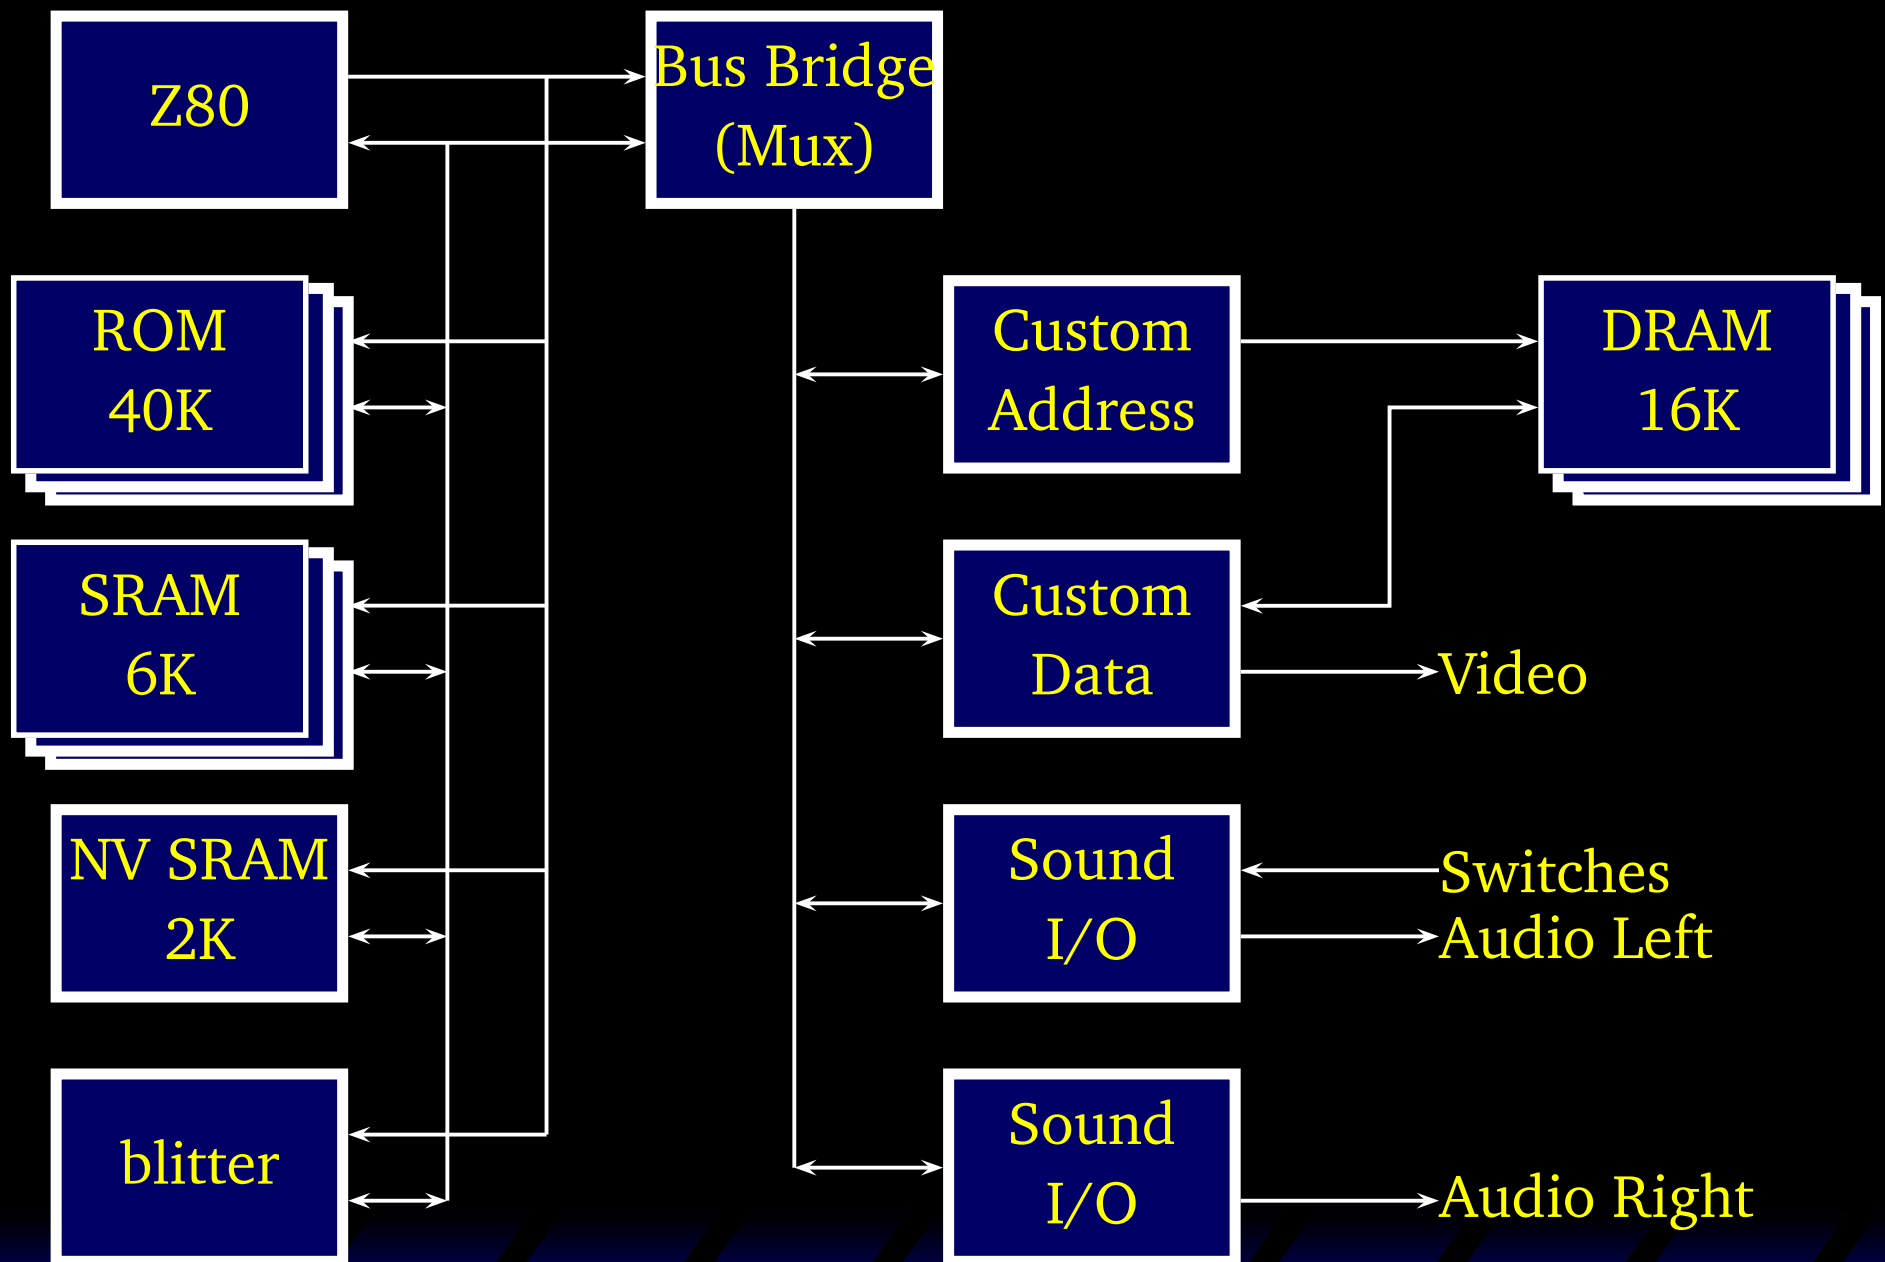 Z80
Bus Bridge
(Mux)
ROM
40K
Custom
Address
DRAM
16K
SRAM
6K
Custom
Data
Video
NV SRAM
2K
Sound
I/O
Switches
Audio Left
blitter
Sound
I/O
Audio Right